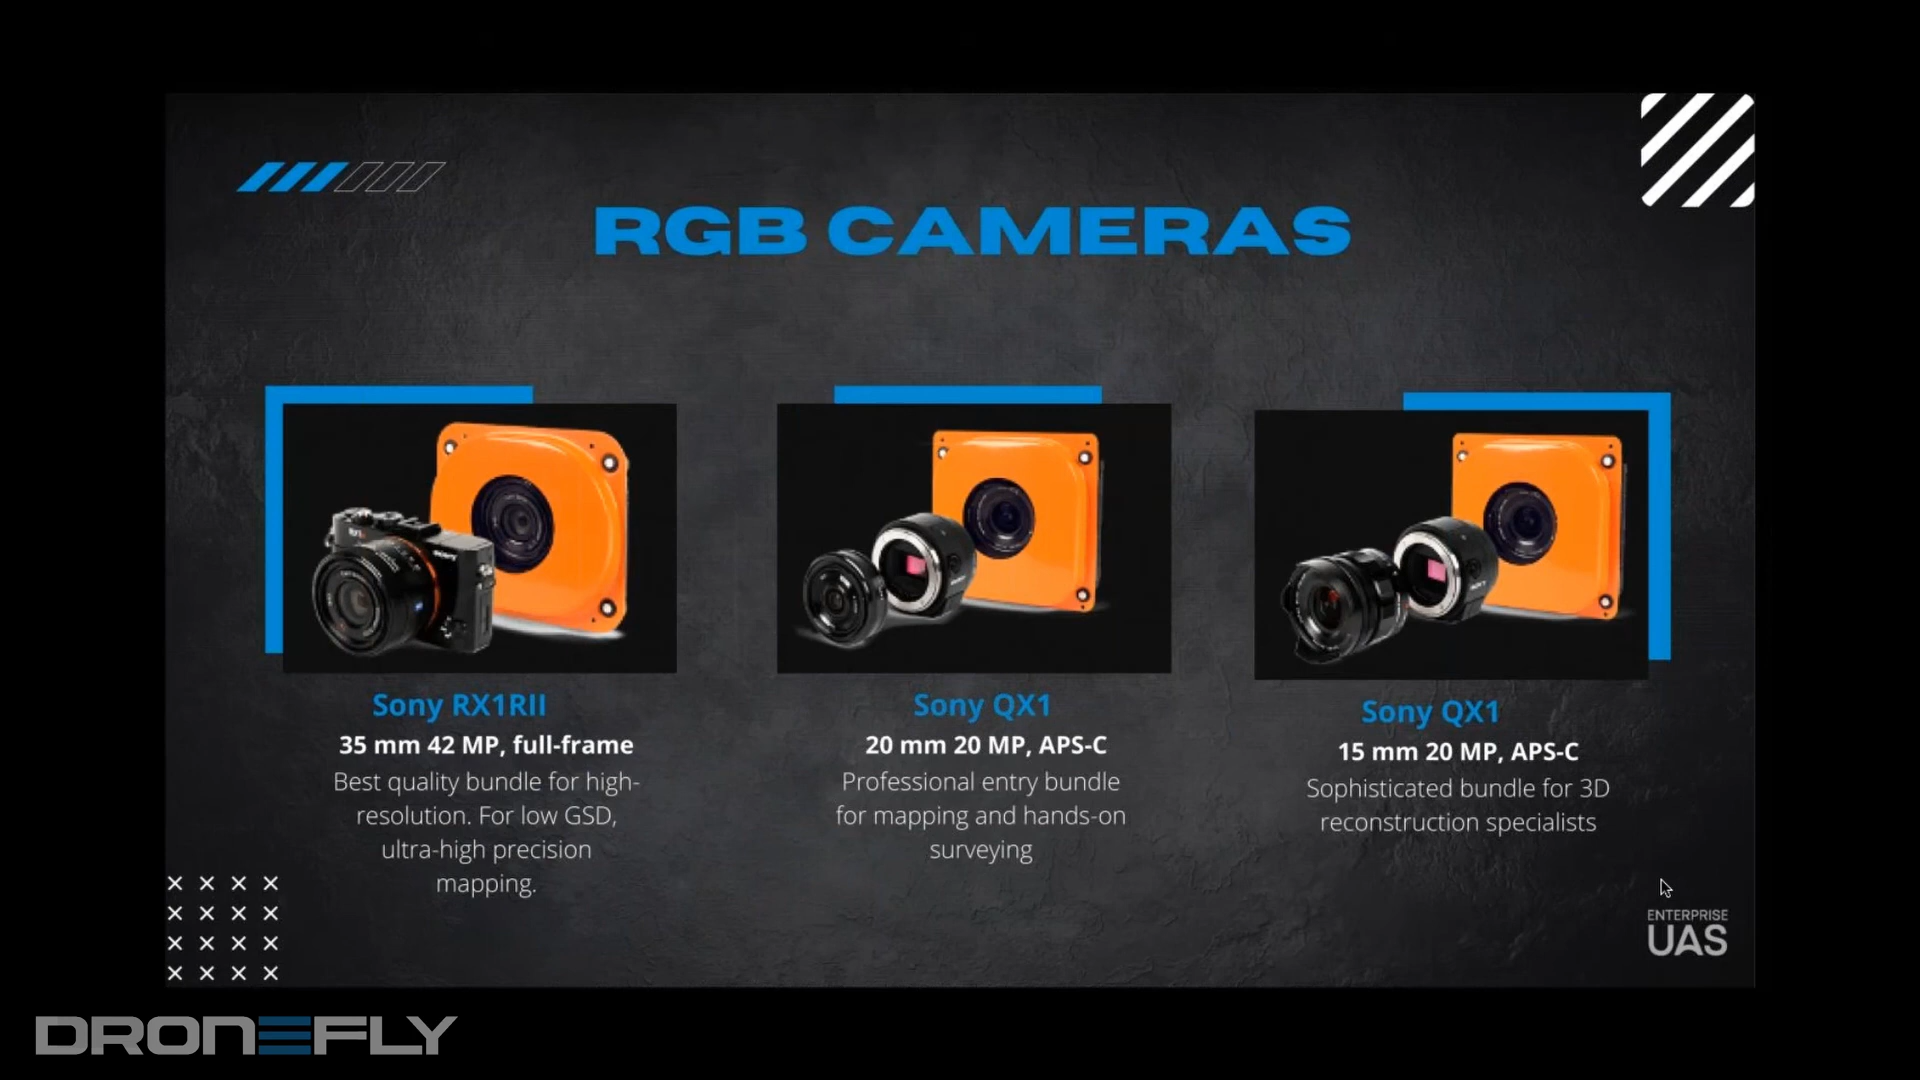 RGB CAMERAS
Sony RX1RII
35 mm 42 MP, full-frame
Best quality bundle for high-
resolution. For low GSD,
ultra-high precision
mapping.
Sony QX1
20 mm 20 MP, APS-C
Professional entry bundle
for mapping and hands-on
surveying
Sony QX1
15 mm 20 MP, APS-C
Sophisticated bundle for 3D
reconstruction specialists
ENTERPRISE
UAS
DRONEFLY